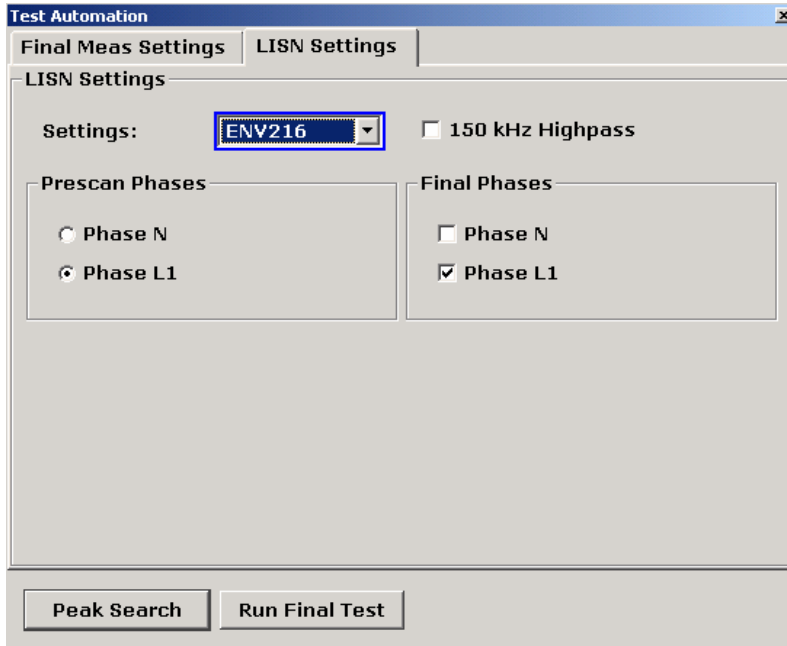 Test Automation
Final Meas Settings LISN Settings
LISN Settings
Settings: ENV216 150 kHz Highpass
Prescan Phases Final Phases
Phase N Phase N
Phase L1 Phase L1
Peak Search Run Final Test